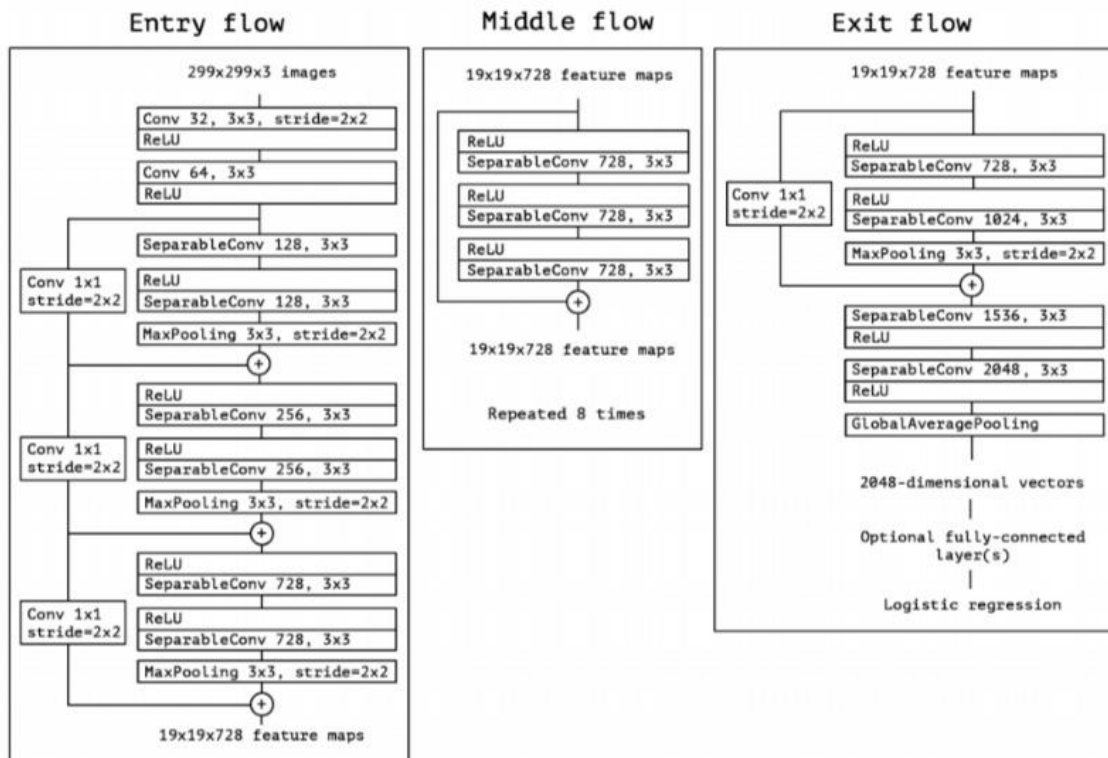 Entry flow
299x299x3 images
Conv 32, 3x3, stride=2x2
ReLU
Conv 64, 3x3
ReLU
SeparableConv 128, 3x3
Conv 1x1
stride=2x2
ReLU
SeparableConv 128, 3x3
MaxPooling 3x3, stride=2x2
+
ReLU
SeparableConv 256, 3x3
Conv 1x1
stride=2x2
ReLU
SeparableConv 256, 3x3
MaxPooling 3x3, stride=2x2
+
ReLU
SeparableConv 728, 3x3
Conv 1x1
stride=2x2
ReLU
SeparableConv 728, 3x3
MaxPooling 3x3, stride=2x2
+
19x19x728 feature maps
Middle flow
19x19x728 feature maps
ReLU
SeparableConv 728, 3x3
ReLU
SeparableConv 728, 3x3
ReLU
SeparableConv 728, 3x3
+
19x19x728 feature maps
Repeated 8 times
Exit flow
19x19x728 feature maps
ReLU
SeparableConv 728, 3x3
Conv 1x1
stride=2x2
ReLU
SeparableConv 1024, 3x3
MaxPooling 3x3, stride=2x2
+
SeparableConv 1536, 3x3
ReLU
SeparableConv 2048, 3x3
ReLU
GlobalAveragePooling
2048-dimensional vectors
Optional fully-connected
layer(s)
Logistic regression